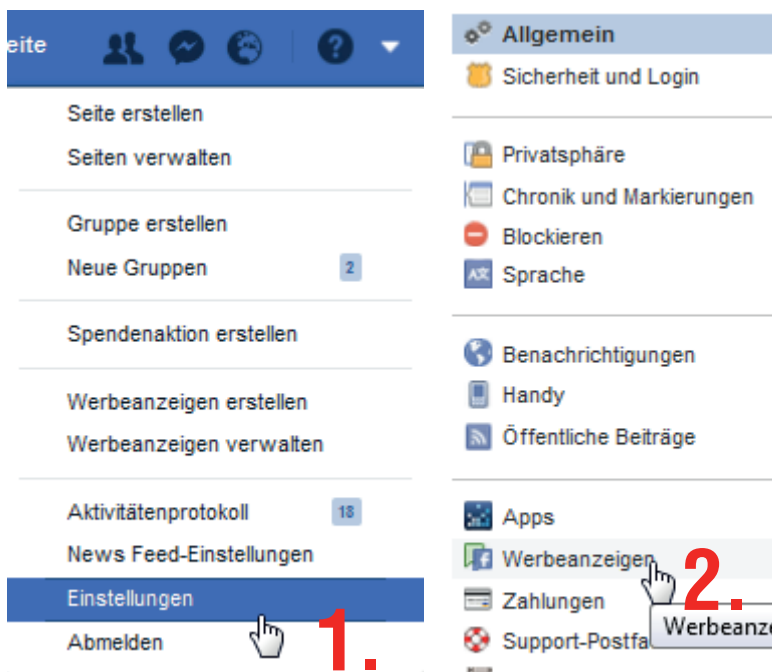 eite
Seite erstellen
Seiten verwalten
Gruppe erstellen
Neue Gruppen 2
Spendenaktion erstellen
Werbeanzeigen erstellen
Werbeanzeigen verwalten
Aktivitätenprotokoll 18
News Feed-Einstellungen
Einstellungen
Abmelden
1.
Allgemein
Sicherheit und Login
Privatsphäre
Chronik und Markierungen
Blockieren
Sprache
Benachrichtigungen
Handy
Öffentliche Beiträge
Apps
Werbeanzeigen
2.
Zahlungen
Werbeanze
Support-Postfa